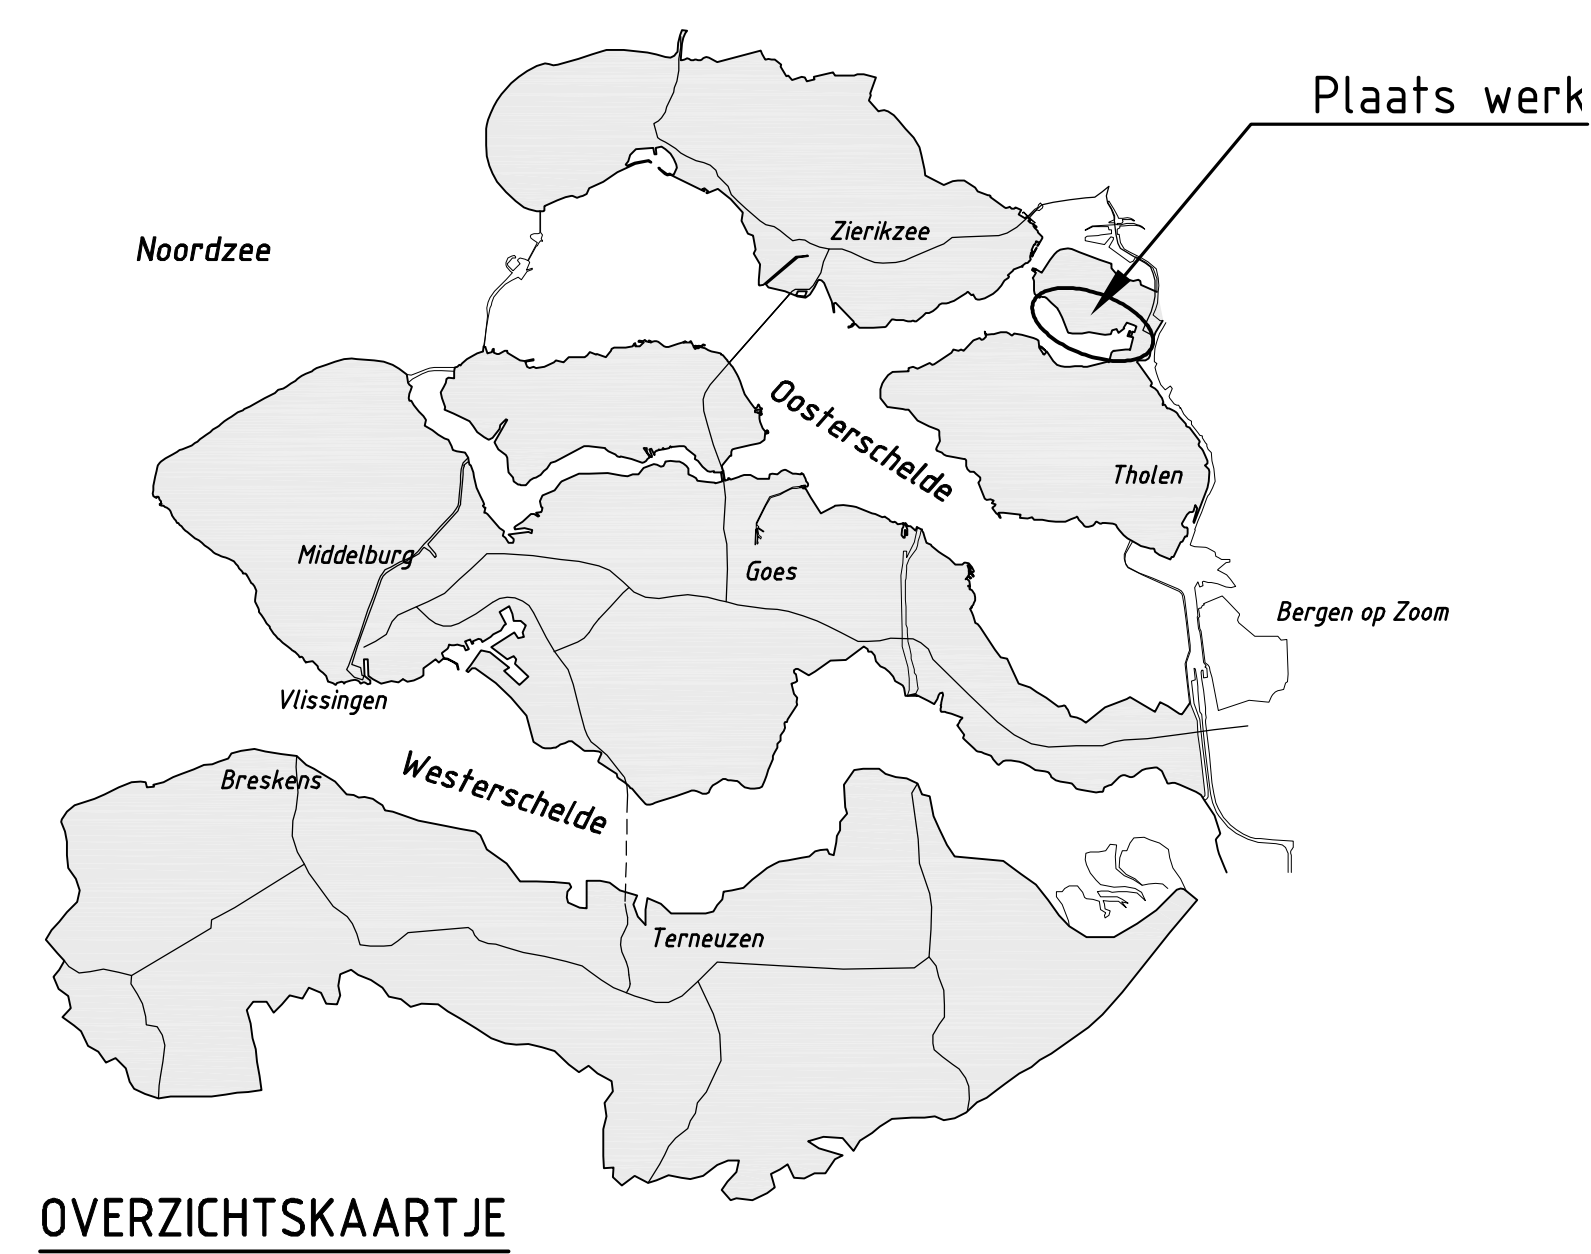 Plaats werk
Noordzee
Zierikzee
Oosterschelde
Tholen
Middelburg
Goes
Bergen op Zoom
Vlissingen
Westerschelde
Breskens
Terneuzen
OVERZICHTSKAARTJE